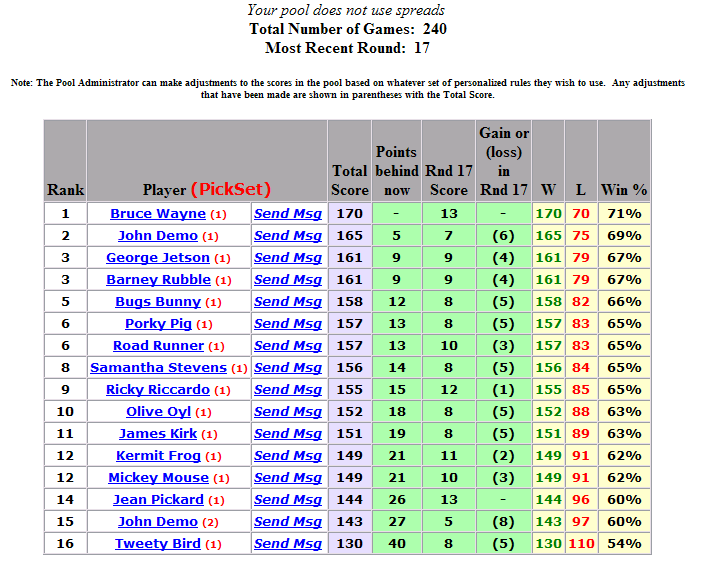 Your pool does not use spreads
Total Number of Games: 240
Most Recent Round: 17
Note: The Pool Administrator can make adjustments to the scores in the pool based on whatever set of personalized rules they wish to use. Any adjustments
that have been made are shown in parentheses with the Total Score.
Rank Player (PickSet) Total Score Points behind now Rnd 17 Score Gain or (loss) in Rnd 17 W L Win %
1 Bruce Wayne (1) Send Msg 170 - 13 - 170 70 71%
2 John Demo (1) Send Msg 165 5 7 (6) 165 75 69%
3 George Jetson (1) Send Msg 161 9 9 (4) 161 79 67%
3 Barney Rubble (1) Send Msg 161 9 9 (4) 161 79 67%
5 Bugs Bunny (1) Send Msg 158 12 8 (5) 158 82 66%
6 Porky Pig (1) Send Msg 157 13 8 (5) 157 83 65%
6 Road Runner (1) Send Msg 157 13 10 (3) 157 83 65%
8 Samantha Stevens (1) Send Msg 156 14 8 (5) 156 84 65%
9 Ricky Riccardo (1) Send Msg 155 15 12 (1) 155 85 65%
10 Olive Oyl (1) Send Msg 152 18 8 (5) 152 88 63%
11 James Kirk (1) Send Msg 151 19 8 (5) 151 89 63%
12 Kermit Frog (1) Send Msg 149 21 11 (2) 149 91 62%
12 Mickey Mouse (1) Send Msg 149 21 10 (3) 149 91 62%
14 Jean Pickard (1) Send Msg 144 26 13 - 144 96 60%
15 John Demo (2) Send Msg 143 27 5 (8) 143 97 60%
16 Tweety Bird (1) Send Msg 130 40 8 (5) 130 110 54%